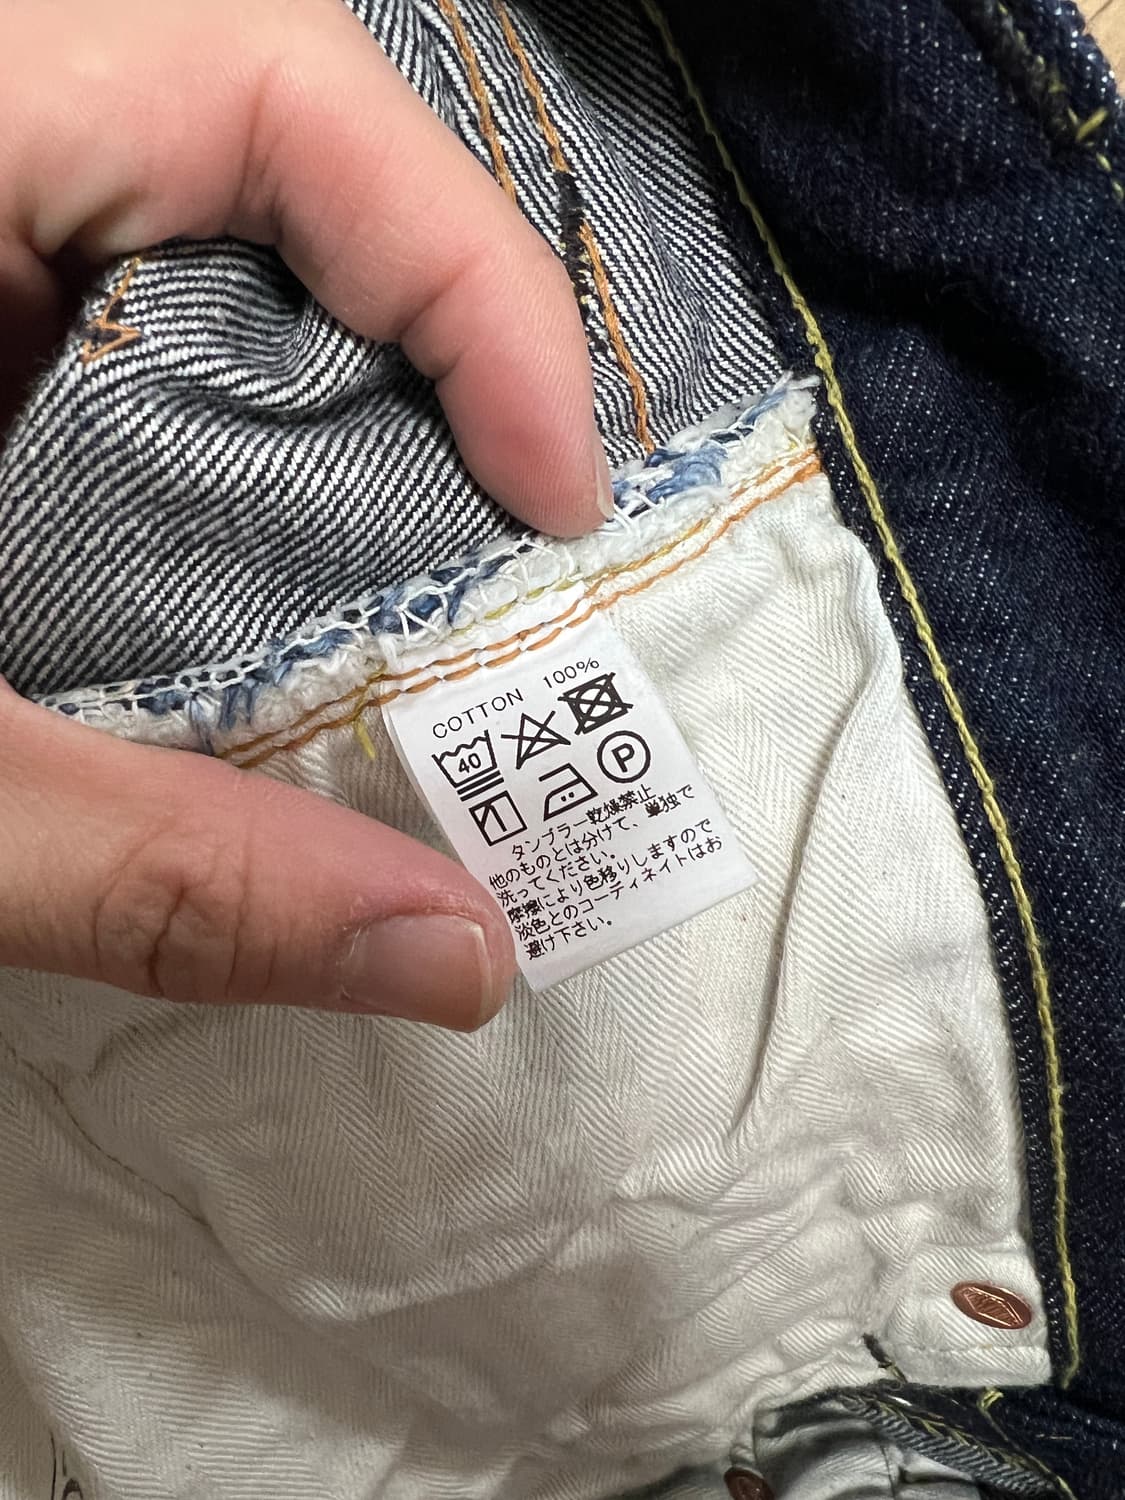 COTTON 100%
40
P
タンブラー乾燥禁止
他のものとは分けて、単独で
洗ってください。
摩擦により色移りしますので
淡色とのコーディネイトはお
避け下さい。